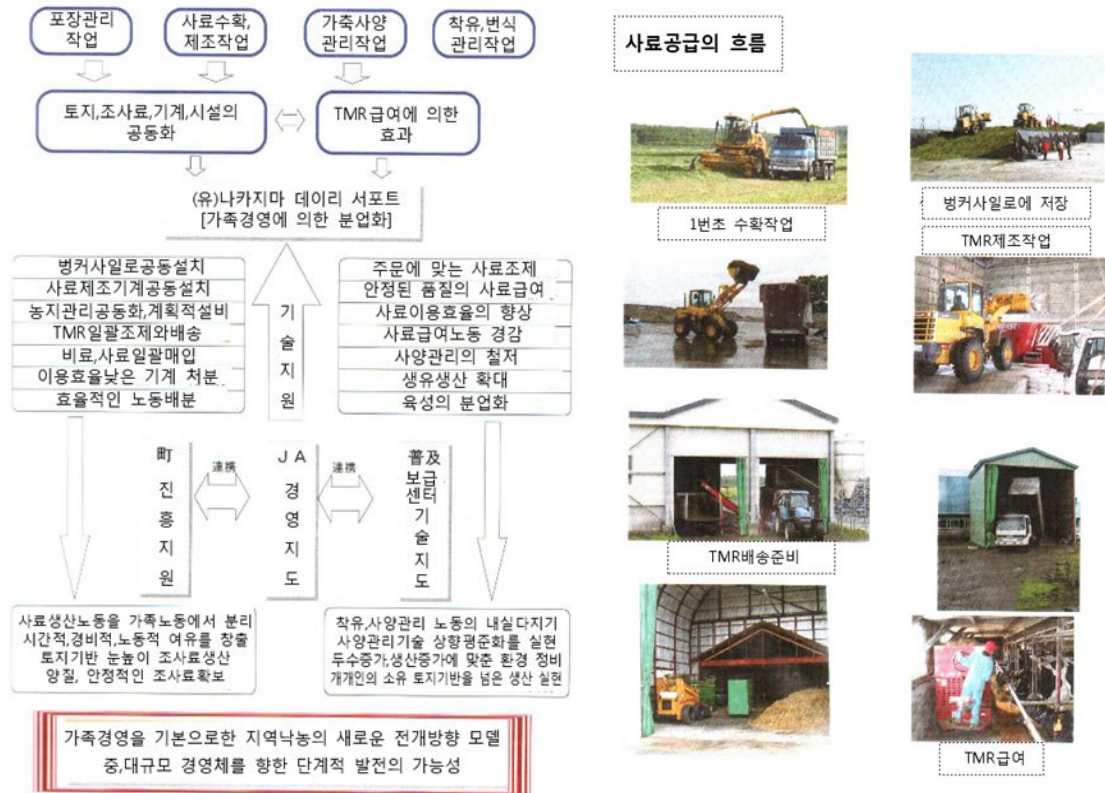 포장관리
작업
사료수확,
제조작업
가축사양
관리작업
착유,번식
관리작업
토지,조사료,기계,시설의
공동화
TMR급여에 의한
효과
(유)나카지마 데이리 서포트
[가족경영에 의한 분업화]
벙커사일로공동설치
사료제조기계공동설치
농지관리공동화,계획적설비
TMR일괄조제와배송
비료,사료일괄매입
이용효율낮은 기계 처분
효율적인 노동배분
기술지원
주문에 맞는 사료조제
안정된 품질의 사료급여
사료이용효율의 향상
사료급여노동 경감
사양관리의 철저
생유생산 확대
육성의 분업화
町
진흥지원
連携
JA
경영지도
連携
普及
보급
센터
기술지도
사료생산노동을 가족노동에서 분리
시간적,경비적,노동적 여유를 창출
토지기반 눈높이 조사료생산
양질, 안정적인 조사료확보
착유,사양관리 노동의 내실다지기
사양관리기술 상향평준화를 실현
두수증가,생산증가에 맞춘 환경 정비
개개인의 소유 토지기반을 넘은 생산 실현
가족경영을 기본으로한 지역낙농의 새로운 전개방향 모델
중,대규모 경영체를 향한 단계적 발전의 가능성
사료공급의 흐름
1번초 수확작업
벙커사일로에 저장
TMR제조작업
TMR배송준비
TMR급여